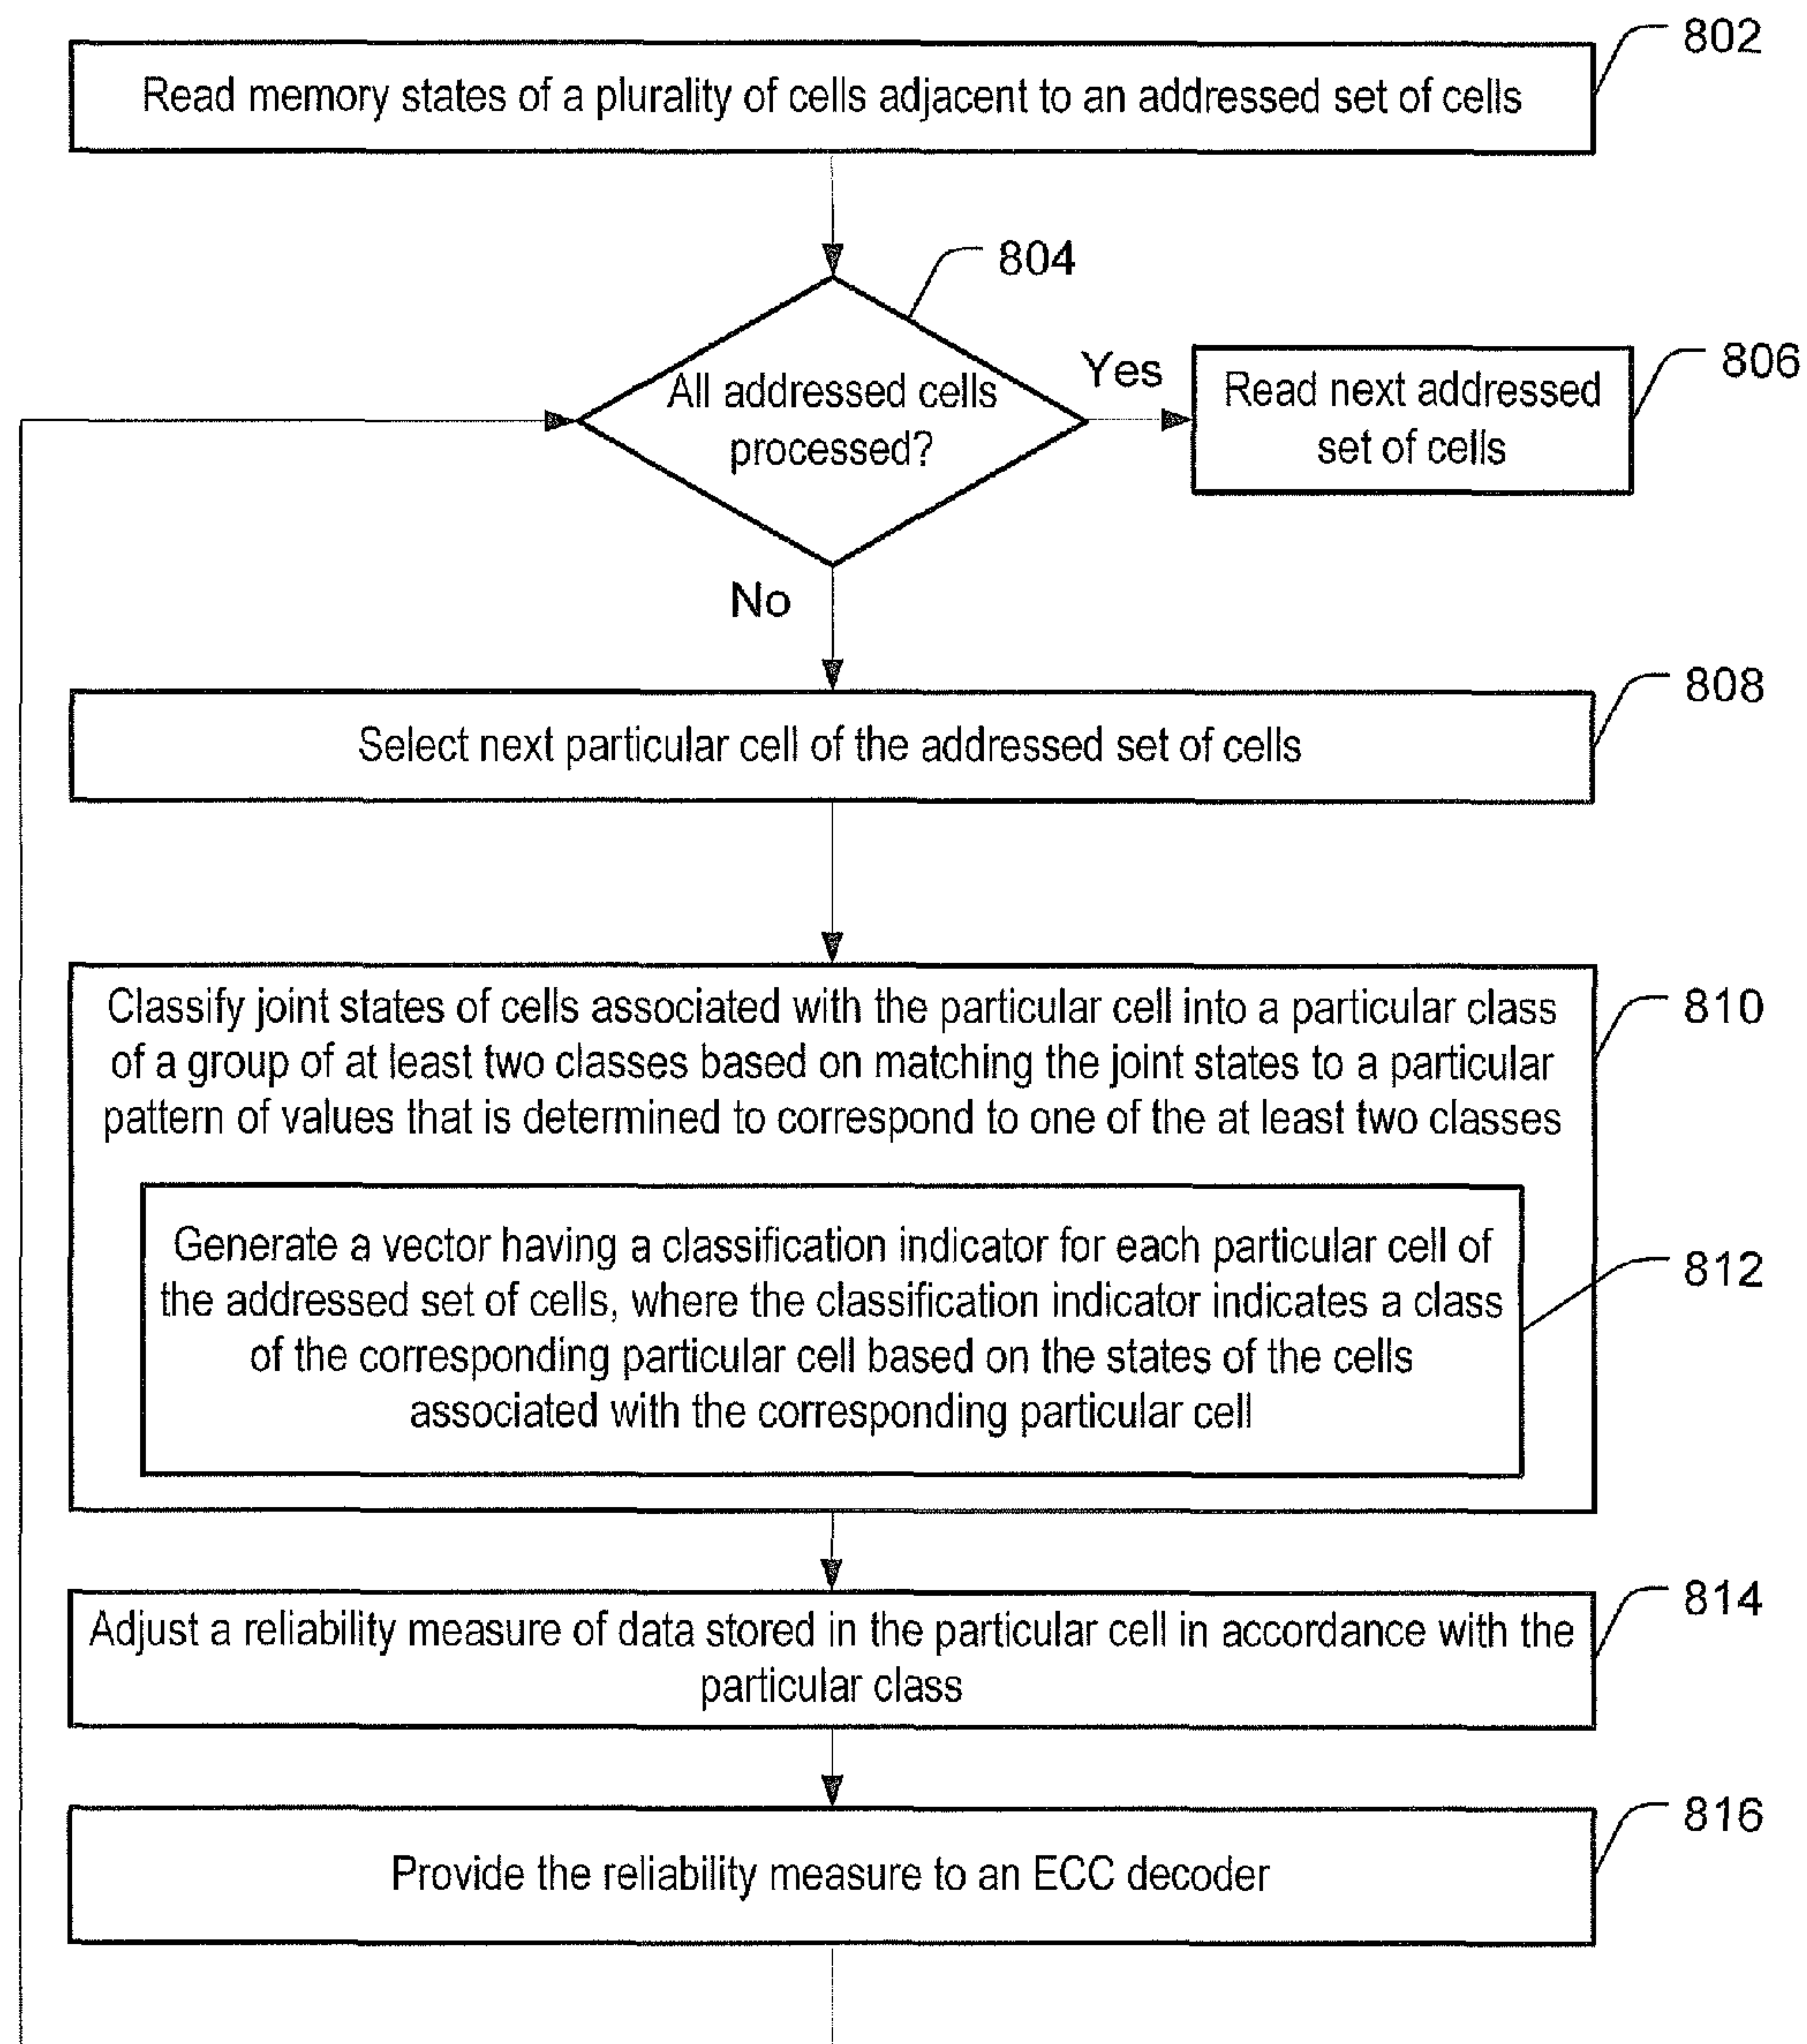 802
Read memory states of a plurality of cells adjacent to an addressed set of cells
804
All addressed cells
processed?
Yes
806
Read next addressed
set of cells
No
808
Select next particular cell of the addressed set of cells
810
Classify joint states of cells associated with the particular cell into a particular class
of a group of at least two classes based on matching the joint states to a particular
pattern of values that is determined to correspond to one of the at least two classes
812
Generate a vector having a classification indicator for each particular cell of
the addressed set of cells, where the classification indicator indicates a class
of the corresponding particular cell based on the states of the cells
associated with the corresponding particular cell
814
Adjust a reliability measure of data stored in the particular cell in accordance with the
particular class
816
Provide the reliability measure to an ECC decoder